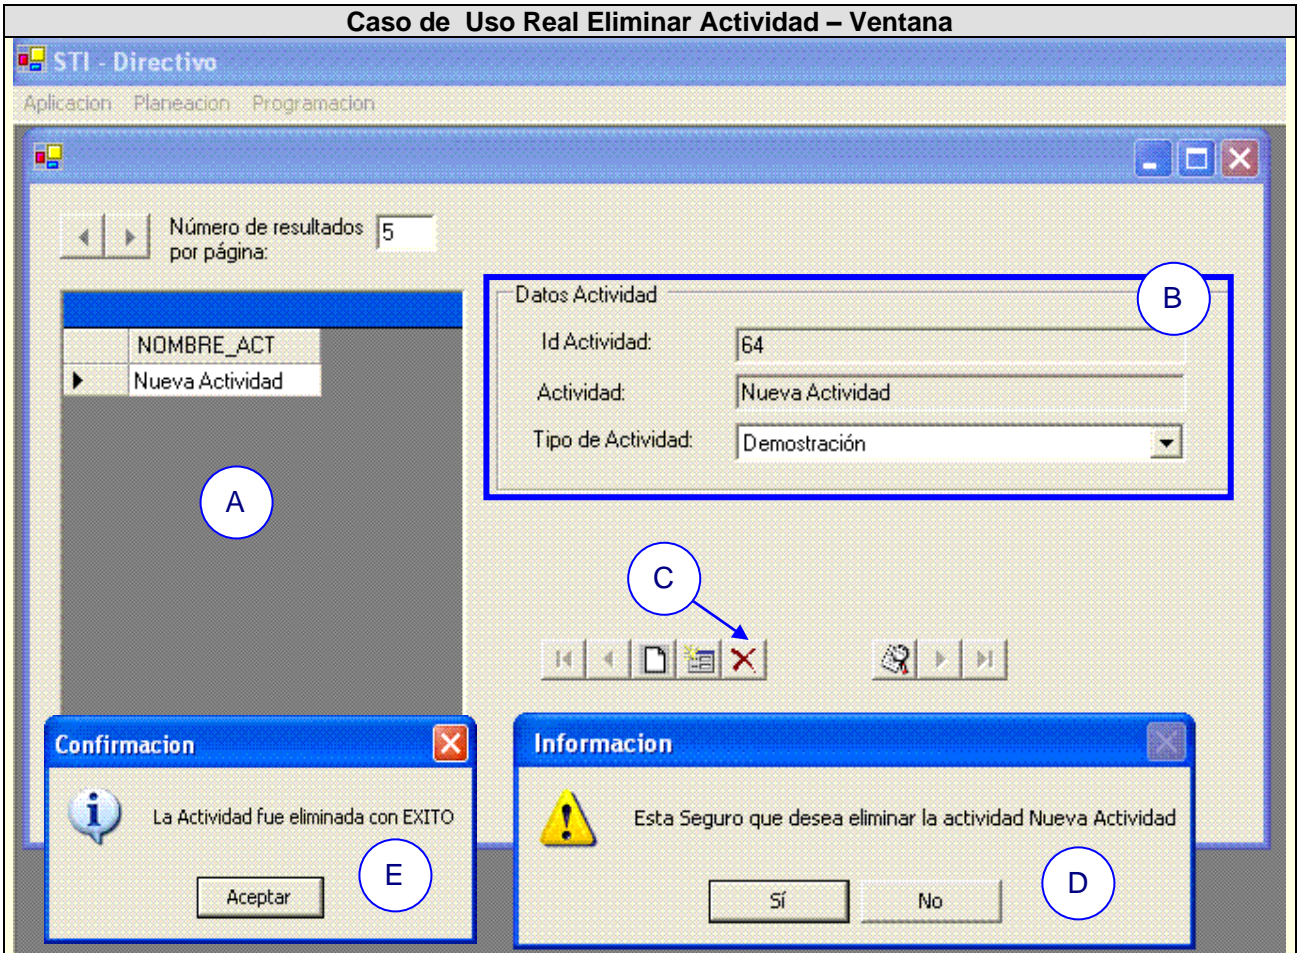 Caso de Uso Real Eliminar Actividad – Ventana
STI - Directivo
Aplicacion Planeacion Programacion
Número de resultados
por página:
5
Datos Actividad
B
Id Actividad:
64
NOMBRE_ACT
Nueva Actividad
Actividad:
Nueva Actividad
Tipo de Actividad:
Demostración
A
C
Confirmacion
La Actividad fue eliminada con EXITO
E
Aceptar
Informacion
Esta Seguro que desea eliminar la actividad Nueva Actividad
D
Sí
No